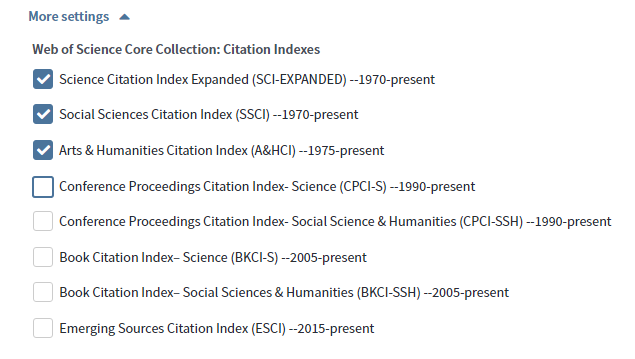 More settings
Web of Science Core Collection: Citation Indexes
Science Citation Index Expanded (SCI-EXPANDED) --1970-present
Social Sciences Citation Index (SSCI) --1970-present
Arts & Humanities Citation Index (A&HCI) --1975-present
Conference Proceedings Citation Index- Science (CPCI-S) --1990-present
Conference Proceedings Citation Index- Social Science & Humanities (CPCI-SSH) --1990-present
Book Citation Index– Science (BKCI-S) --2005-present
Book Citation Index– Social Sciences & Humanities (BKCI-SSH) --2005-present
Emerging Sources Citation Index (ESCI) --2015-present